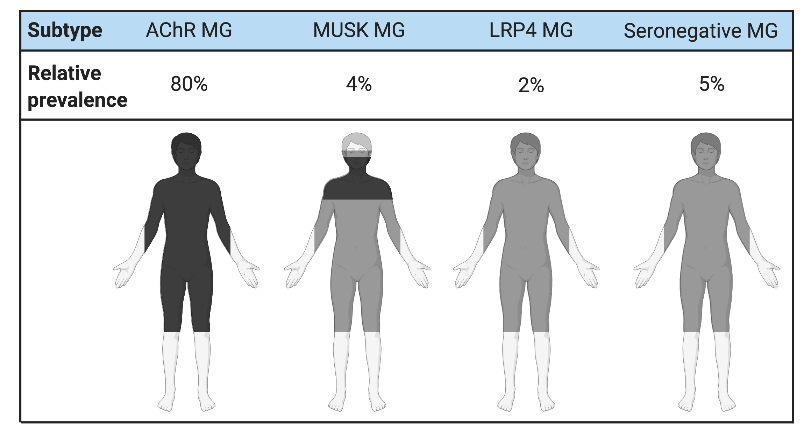 Subtype AChR MG MUSK MG LRP4 MG Seronegative MG
Relative
prevalence 80% 4% 2% 5%